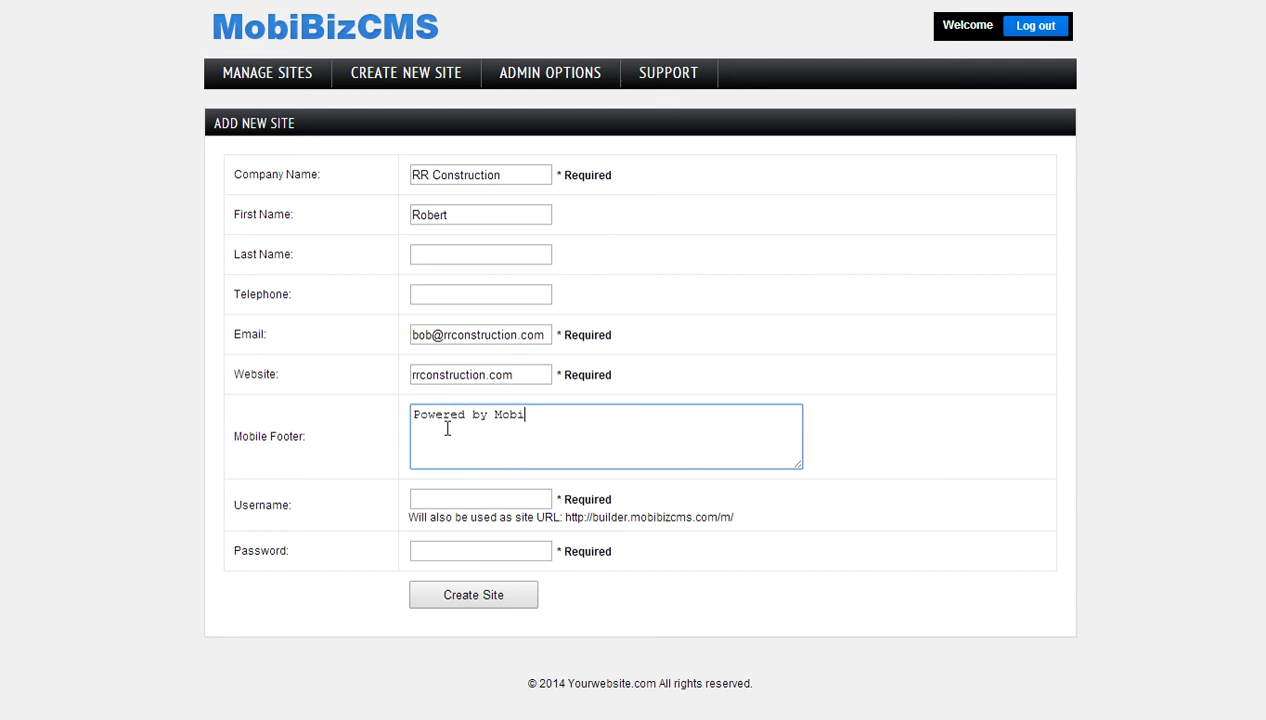 MobiBizCMS
Welcome Log out
MANAGE SITES CREATE NEW SITE ADMIN OPTIONS SUPPORT
ADD NEW SITE
Company Name: RR Construction * Required
First Name: Robert
Last Name:
Telephone:
Email: bob@rrconstruction.com * Required
Website: rrconstruction.com * Required
Mobile Footer: Powered by Mobi
Username: * Required
Will also be used as site URL: http://builder.mobibizcms.com/m/
Password: * Required
Create Site
© 2014 Yourwebsite.com All rights reserved.